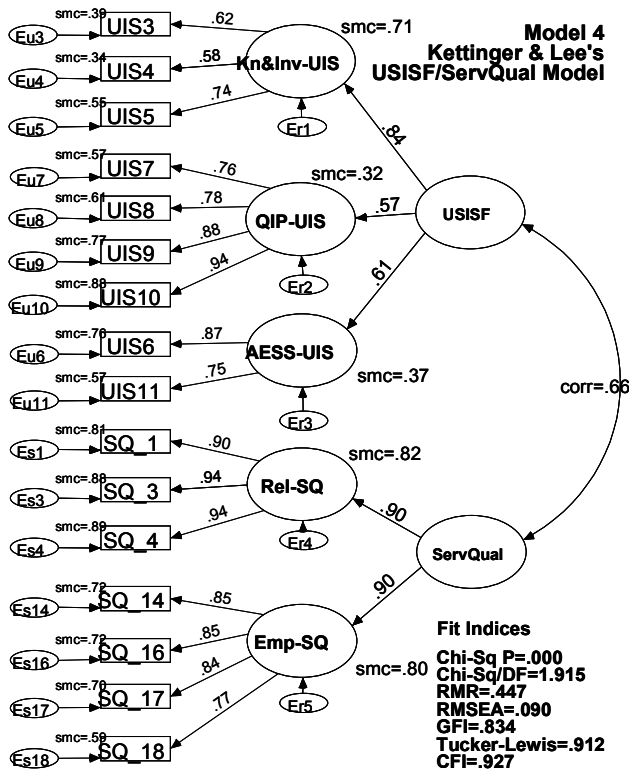 Model 4
Kettinger & Lee's
USISF/ServQual Model
smc=.39
Eu3
UIS3
.62
smc=.34
Eu4
UIS4
.58
smc=.55
Eu5
UIS5
.74
Kn&Inv-UIS
smc=.71
Er1
.84
smc=.57
Eu7
UIS7
.76
smc=.61
Eu8
UIS8
.78
smc=.77
Eu9
UIS9
.88
smc=.88
Eu10
UIS10
.94
QIP-UIS
smc=.32
Er2
.57
USISF
smc=.76
Eu6
UIS6
.87
smc=.57
Eu11
UIS11
.75
AESS-UIS
smc=.37
Er3
.61
corr=.66
smc=.81
Es1
SQ_1
.90
smc=.88
Es3
SQ_3
.94
smc=.89
Es4
SQ_4
.94
Rel-SQ
smc=.82
Er4
.90
ServQual
smc=.72
Es14
SQ_14
.85
smc=.72
Es16
SQ_16
.85
smc=.70
Es17
SQ_17
.84
smc=.59
Es18
SQ_18
.77
Emp-SQ
smc=.80
Er5
.90
Fit Indices
Chi-Sq P=.000
Chi-Sq/DF=1.915
RMR=.447
RMSEA=.090
GFI=.834
Tucker-Lewis=.912
CFI=.927